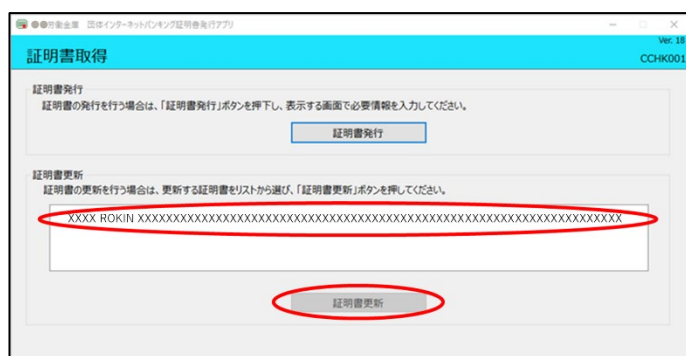 ●●労働金庫 団体インターネットバンキング証明書発行アプリ
Ver. 18
証明書取得
CCHK001
証明書発行
証明書の発行を行う場合は、「証明書発行」ボタンを押下し、表示する画面で必要情報を入力してください。
証明書発行
証明書更新
証明書の更新を行う場合は、更新する証明書をリストから選び、「証明書更新」ボタンを押してください。
XXXX ROKIN XXXXXXXXXXXXXXXXXXXXXXXXXXXXXXXXXXXXXXXXXXXXXXXXXXXXXXXXXXXXXXXXXXXX
証明書更新